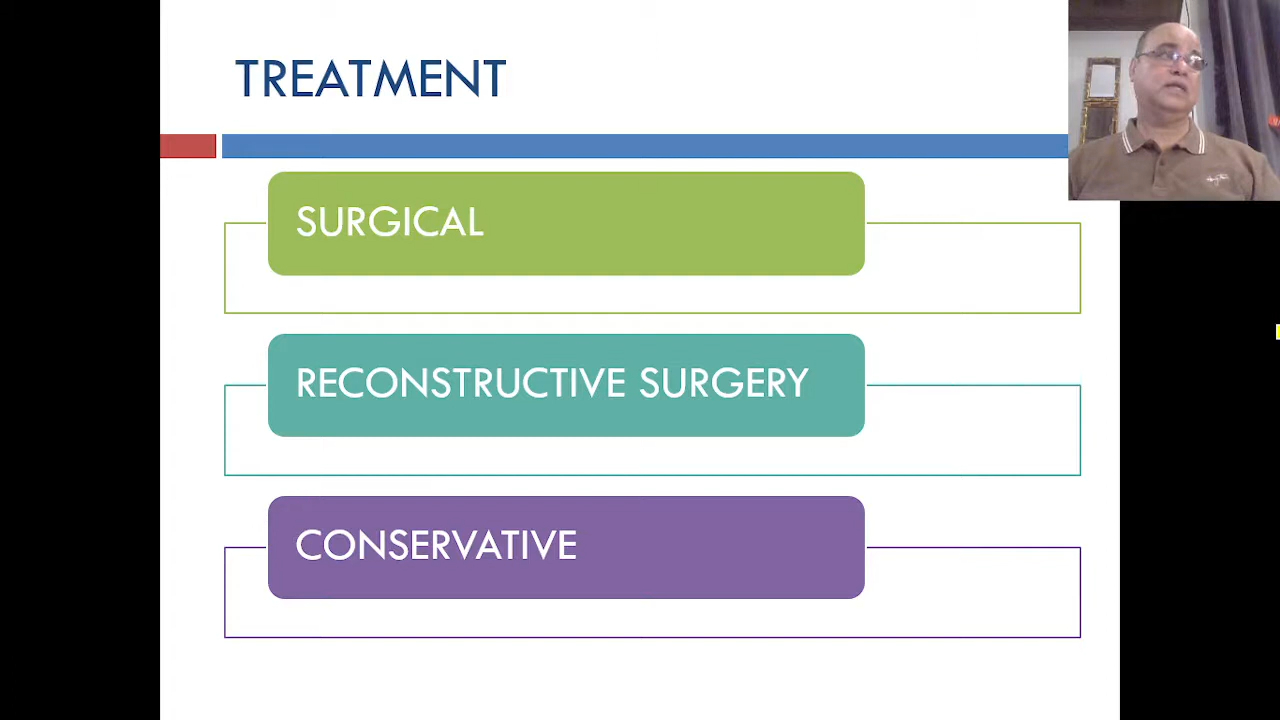 TREATMENT
SURGICAL
RECONSTRUCTIVE SURGERY
CONSERVATIVE